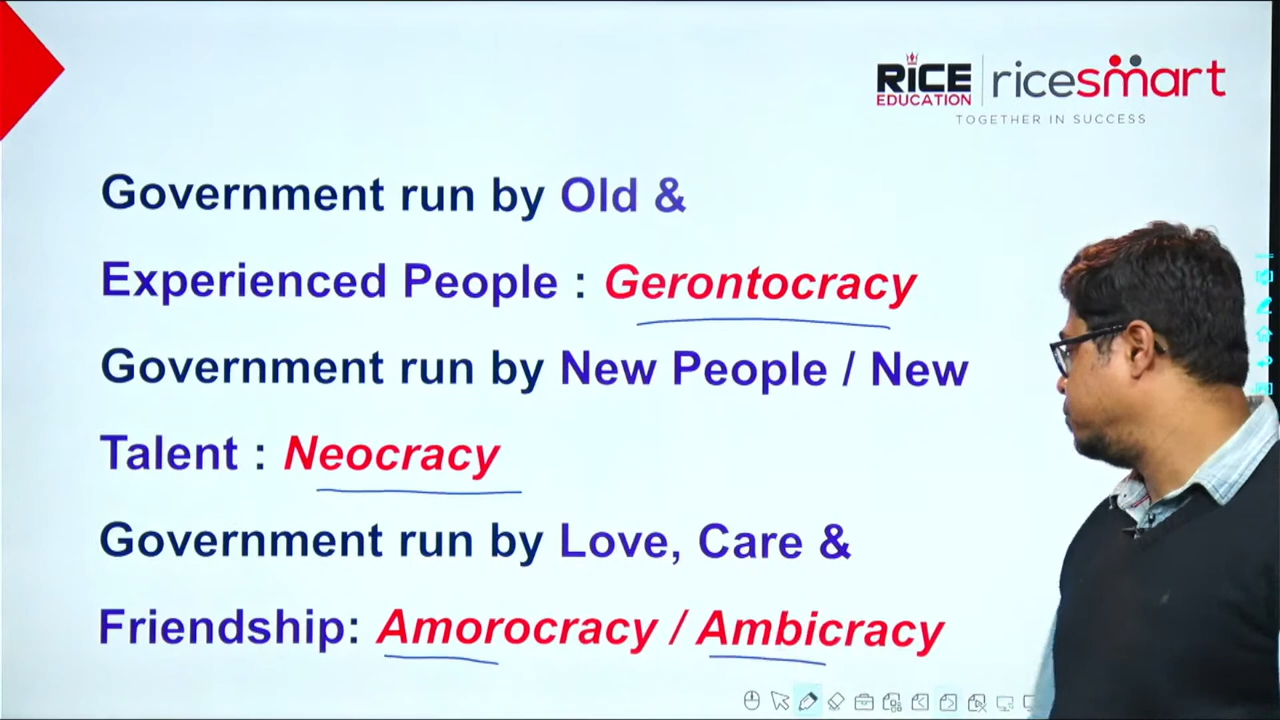 RICE
EDUCATION
ricesmart
TOGETHER IN SUCCESS
Government run by Old &
Experienced People : Gerontocracy
Government run by New People / New
Talent : Neocracy
Government run by Love, Care &
Friendship: Amorocracy / Ambicracy